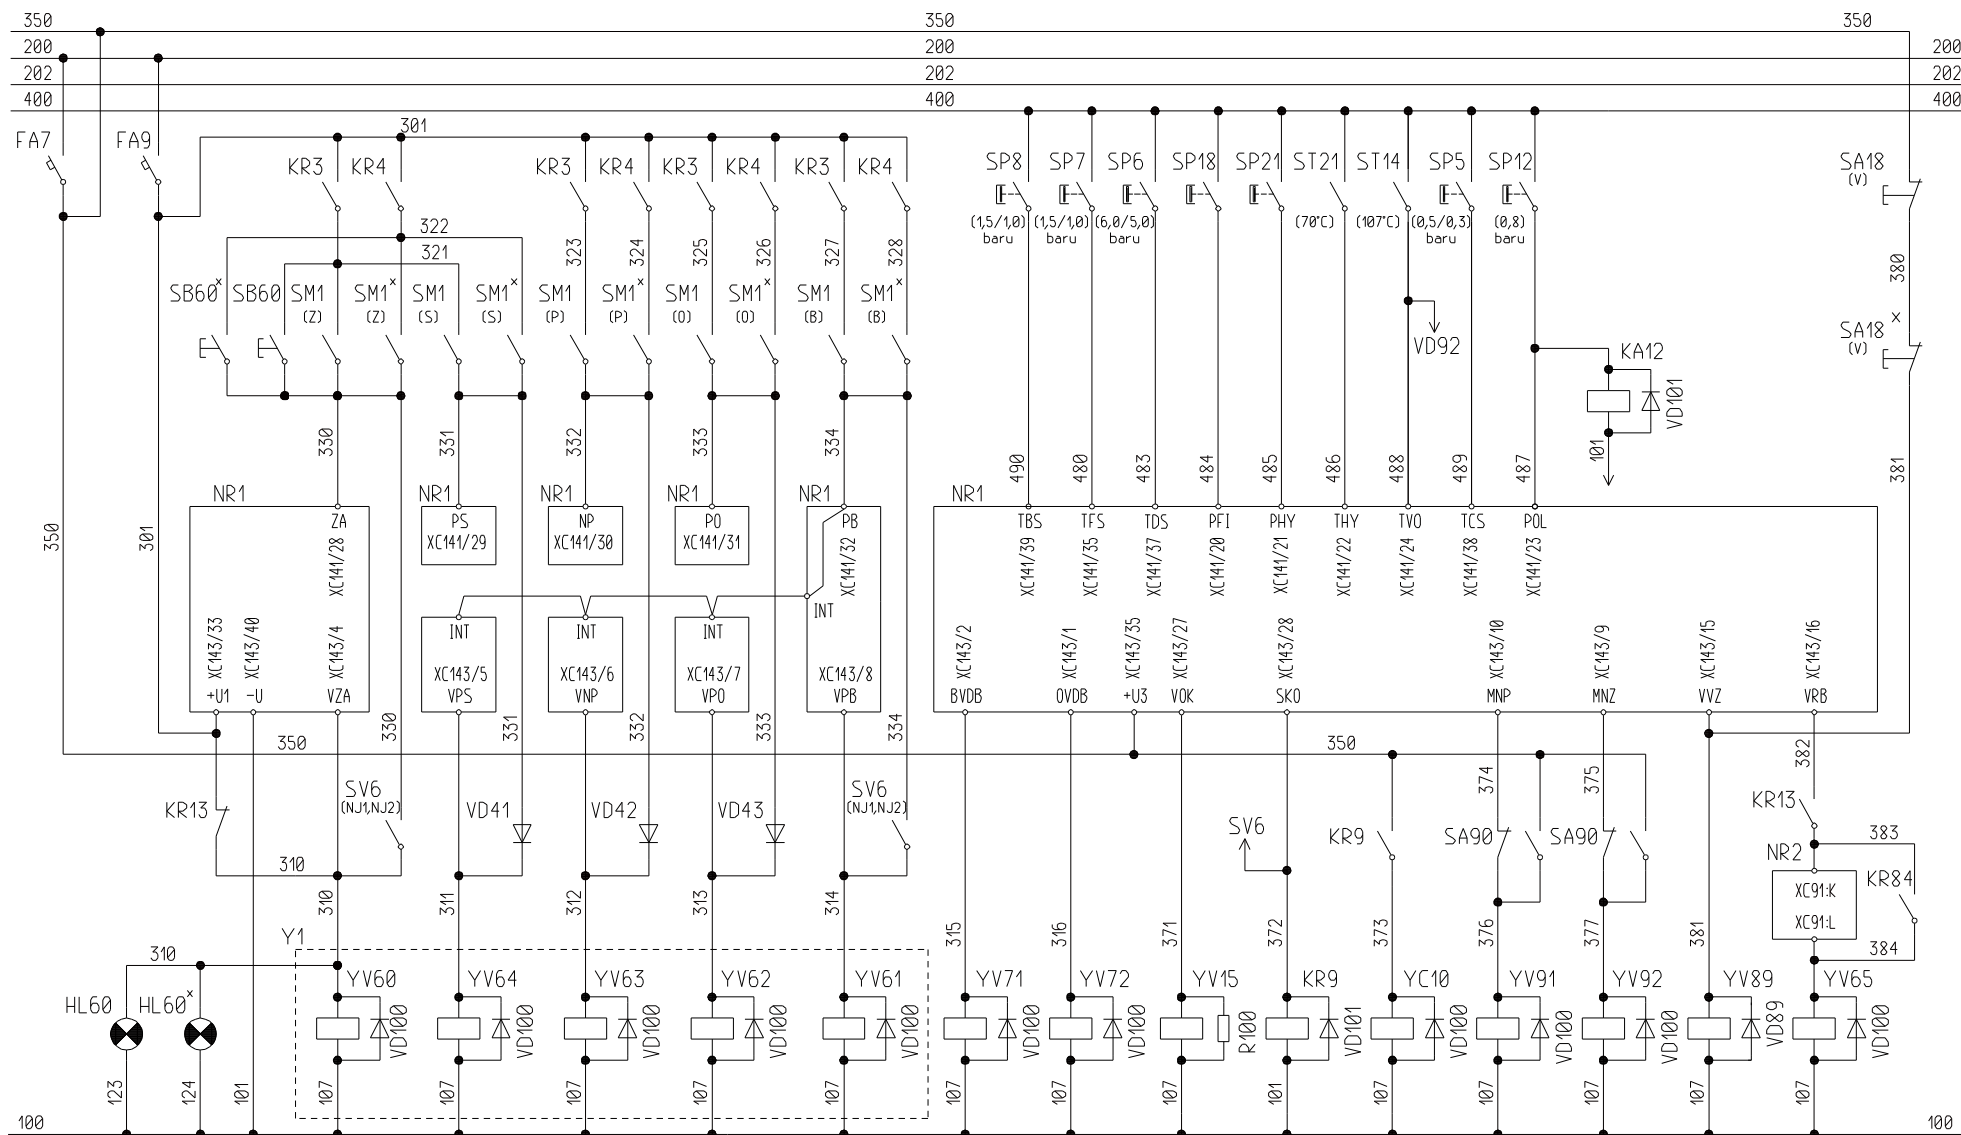 350 350 350
200 200 200
202 202 202
400 400 400
FA7 FA9 301
KR3 KR4 KR3 KR4 KR3 KR4 KR3 KR4
SP8 SP7 SP6 SP18 SP21 ST21 ST14 SP5 SP12
SA18
(V)
(1,5/1,0) (1,5/1,0) (6,0/5,0) (70°C) (107°C) (0,5/0,3) (0,8)
baru baru baru baru baru
322
321
323 324 325 326 327 328
380
SB60x SB60 SM1 SM1x SM1 SM1x SM1 SM1x SM1 SM1x SM1 SM1x
(Z) (Z) (S) (S) (P) (P) (O) (O) (B) (B)
SA18 x
(V)
VD92
KA12
VD101
101
330 331 332 333 334
490 480 483 484 485 486 488 489 487
381
NR1 NR1 NR1 NR1 NR1 NR1
ZA PS NP PO PB
XC141/28 XC141/29 XC141/30 XC141/31 XC141/32
TBS TFS TDS PFI PHY THY TVO TCS POL
XC141/39 XC141/35 XC141/37 XC141/20 XC141/21 XC141/22 XC141/24 XC141/38 XC141/23
350 301
INT INT INT INT
XC143/33 XC143/40 XC143/4 XC143/5 XC143/6 XC143/7 XC143/8
+U1 -U VZA VPS VNP VPO VPB
XC143/2 XC143/1 XC143/35 XC143/27 XC143/28 XC143/10 XC143/9 XC143/15 XC143/16
BVDB OVDB +U3 VOK SKO MNP MNZ VVZ VRB
330 331 332 333 334
350 350
374 375 382
KR13 SV6 VD41 VD42 VD43 SV6
(NJ1,NJ2) (NJ1,NJ2)
SV6 KR9 SA90 SA90 KR13
383
NR2
XC91:K
XC91:L
KR84
384
310
310 311 312 313 314
315 316 371 372 373 376 377 381
Y1
310
HL60 HL60x
YV60 YV64 YV63 YV62 YV61 YV71 YV72 YV15 KR9 YC10 YV91 YV92 YV89 YV65
VD100 VD100 VD100 VD100 VD100 VD100 VD100 R100 VD101 VD100 VD100 VD100 VD89 VD100
123 124 101 107 107 107 107 107 107 107 107 101 107 107 107 107 107
100 100